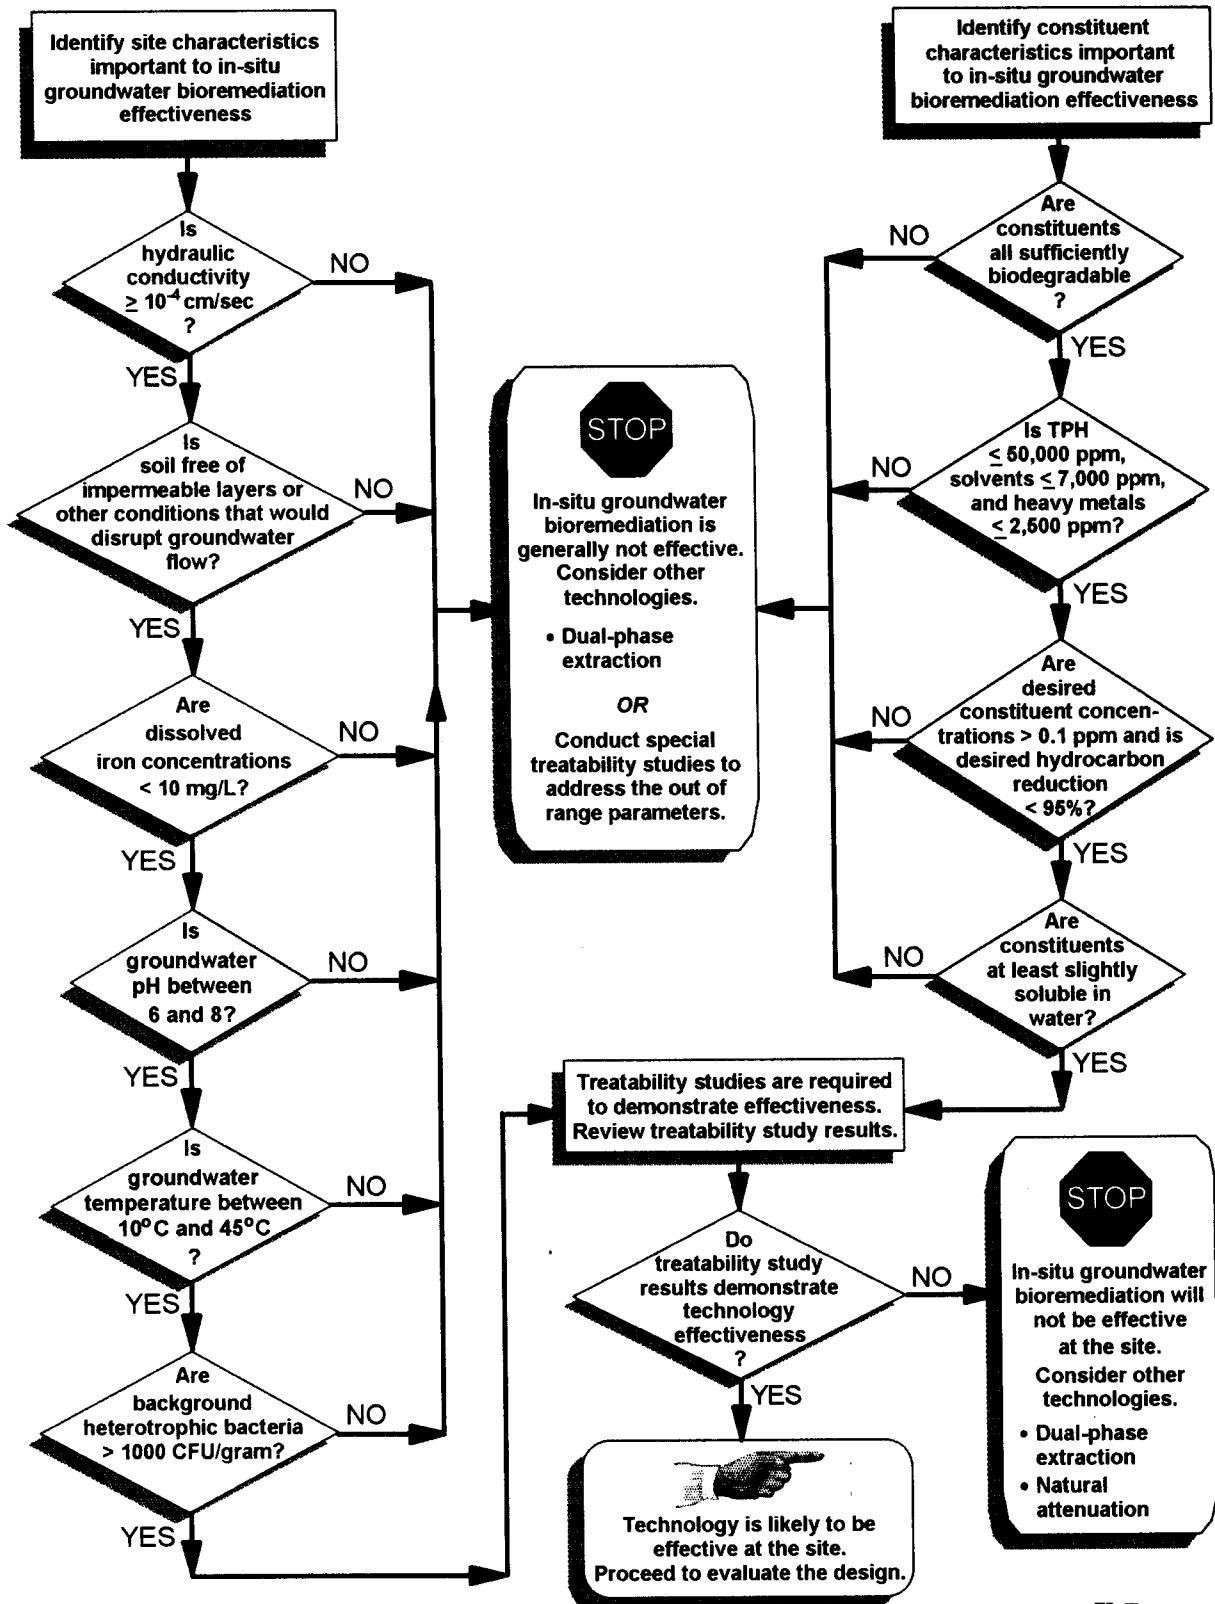 Identify site characteristics
important to in-situ
groundwater bioremediation
effectiveness
Is
hydraulic
conductivity
≥ 10⁻⁴ cm/sec
?
NO
YES
Is
soil free of
impermeable layers or
other conditions that would
disrupt groundwater
flow?
NO
YES
Are
dissolved
iron concentrations
< 10 mg/L?
NO
YES
Is
groundwater
pH between
6 and 8?
NO
YES
Is
groundwater
temperature between
10°C and 45°C
?
NO
YES
Are
background
heterotrophic bacteria
> 1000 CFU/gram?
NO
YES
STOP
In-situ groundwater
bioremediation is
generally not effective.
Consider other
technologies.
• Dual-phase
extraction
OR
Conduct special
treatability studies to
address the out of
range parameters.
Identify constituent
characteristics important
to in-situ groundwater
bioremediation effectiveness
Are
constituents
all sufficiently
biodegradable
?
NO
YES
Is TPH
≤ 50,000 ppm,
solvents ≤ 7,000 ppm,
and heavy metals
≤ 2,500 ppm?
NO
YES
Are
desired
constituent concen-
trations > 0.1 ppm and is
desired hydrocarbon
reduction
< 95%?
NO
YES
Are
constituents
at least slightly
soluble in
water?
NO
YES
Treatability studies are required
to demonstrate effectiveness.
Review treatability study results.
Do
treatability study
results demonstrate
technology
effectiveness
?
NO
YES
Technology is likely to be
effective at the site.
Proceed to evaluate the design.
STOP
In-situ groundwater
bioremediation will
not be effective
at the site.
Consider other
technologies.
• Dual-phase
extraction
• Natural
attenuation